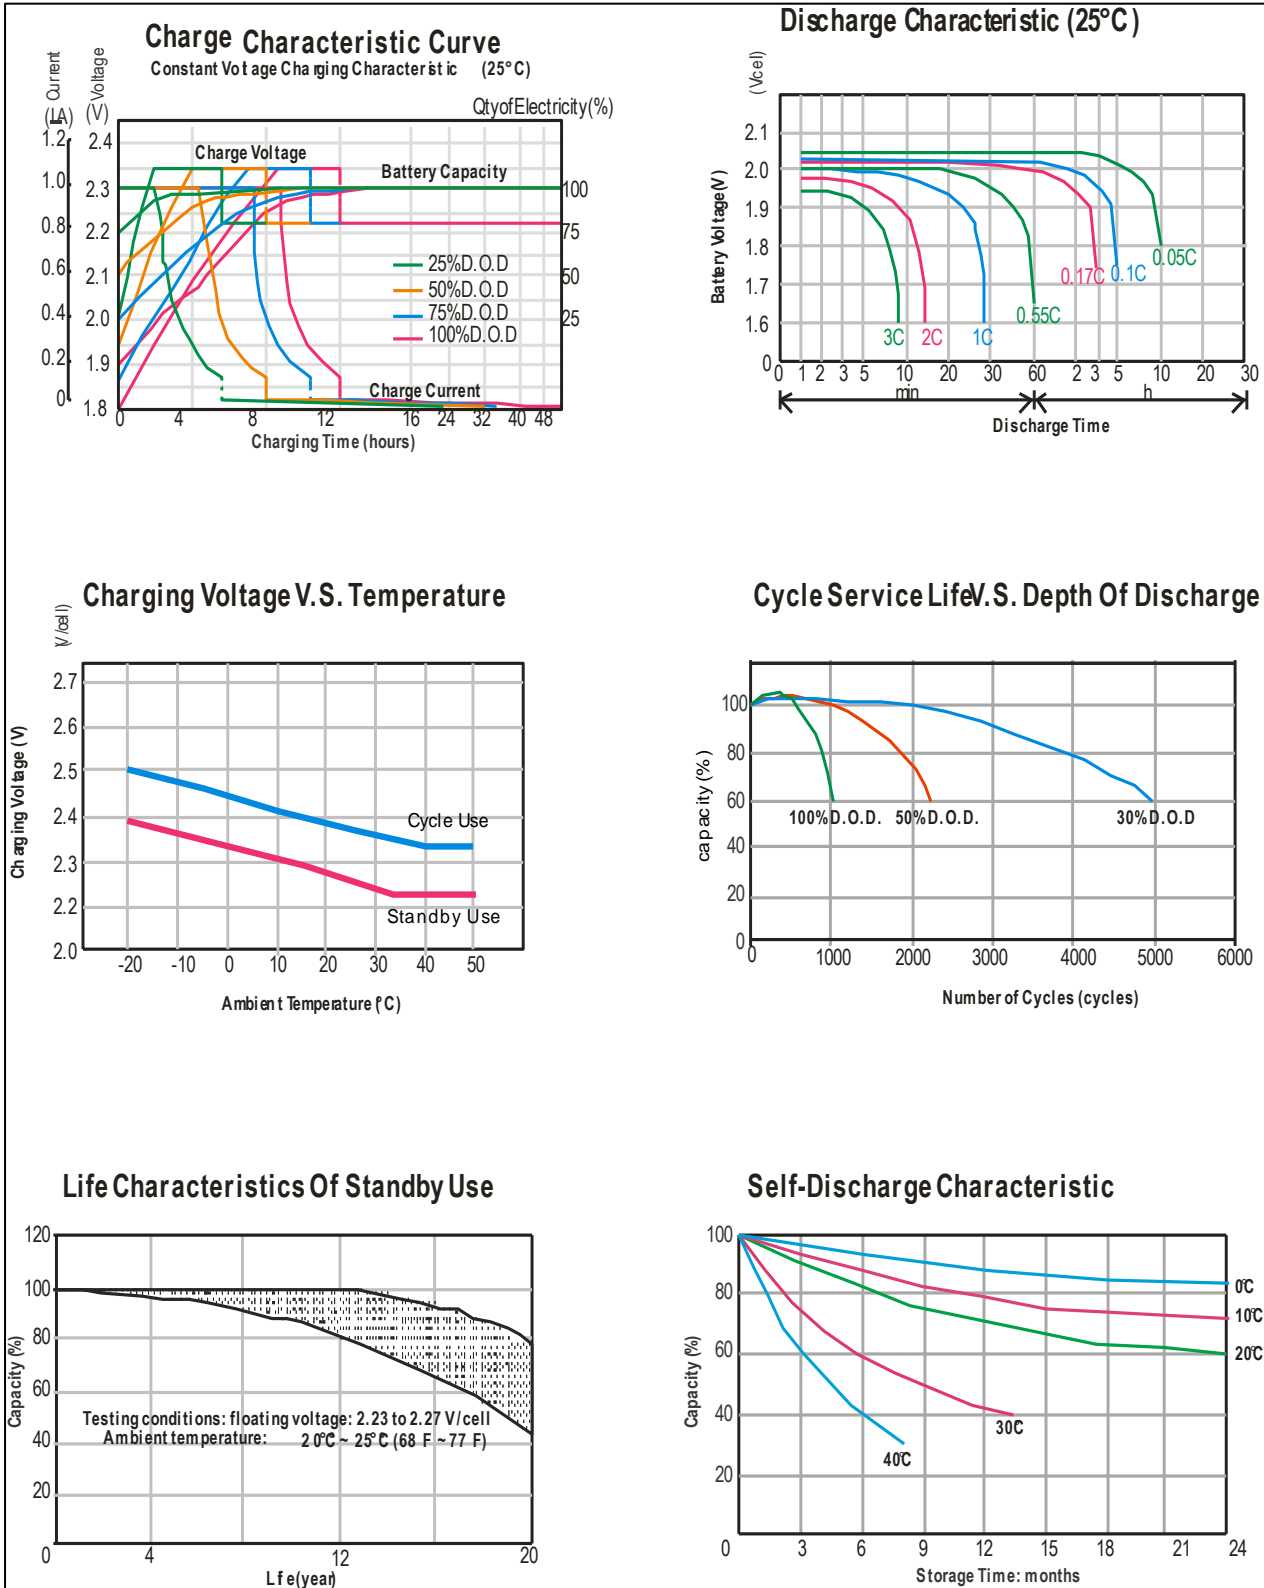 Charge Characteristic Curve
Constant Voltage Charging Characteristic (25°C)
Current
Voltage
(V)
Qty of Electricity (%)
1.2
1.0
0.8
0.6
0.4
0.2
0
2.4
2.3
2.2
2.1
2.0
1.9
1.8
Charge Voltage
Battery Capacity
100
75
50
25
25%D.O.D
50%D.O.D
75%D.O.D
100%D.O.D
Charge Current
0 4 8 12 16 24 32 40 48
Charging Time (hours)
Discharge Characteristic (25°C)
Battery Voltage(V)
2.1
2.0
1.9
1.8
1.7
1.6
0
3C 2C 1C 0.55C 0.17C 0.1C 0.05C
0 1 2 3 5 10 20 30 60 2 3 5 10 20 30
min h
Discharge Time
Charging Voltage V.S. Temperature
(V/cell)
Charging Voltage (V)
2.7
2.6
2.5
2.4
2.3
2.2
2.0
Cycle Use
Standby Use
-20 -10 0 10 20 30 40 50
Ambient Temperature (°C)
Cycle Service Life V.S. Depth Of Discharge
capacity (%)
100
80
60
40
20
0
100%D.O.D. 50%D.O.D. 30%D.O.D
0 1000 2000 3000 4000 5000 6000
Number of Cycles (cycles)
Life Characteristics Of Standby Use
Capacity (%)
120
100
80
60
40
20
0
Testing conditions: floating voltage: 2.23 to 2.27 V/cell
Ambient temperature: 20°C ~ 25°C (68 F ~ 77 F)
4 12 20
Life (year)
Self-Discharge Characteristic
Capacity (%)
100
80
60
40
20
0
0°C
10°C
20°C
30C
40°C
3 6 9 12 15 18 21 24
Storage Time: months